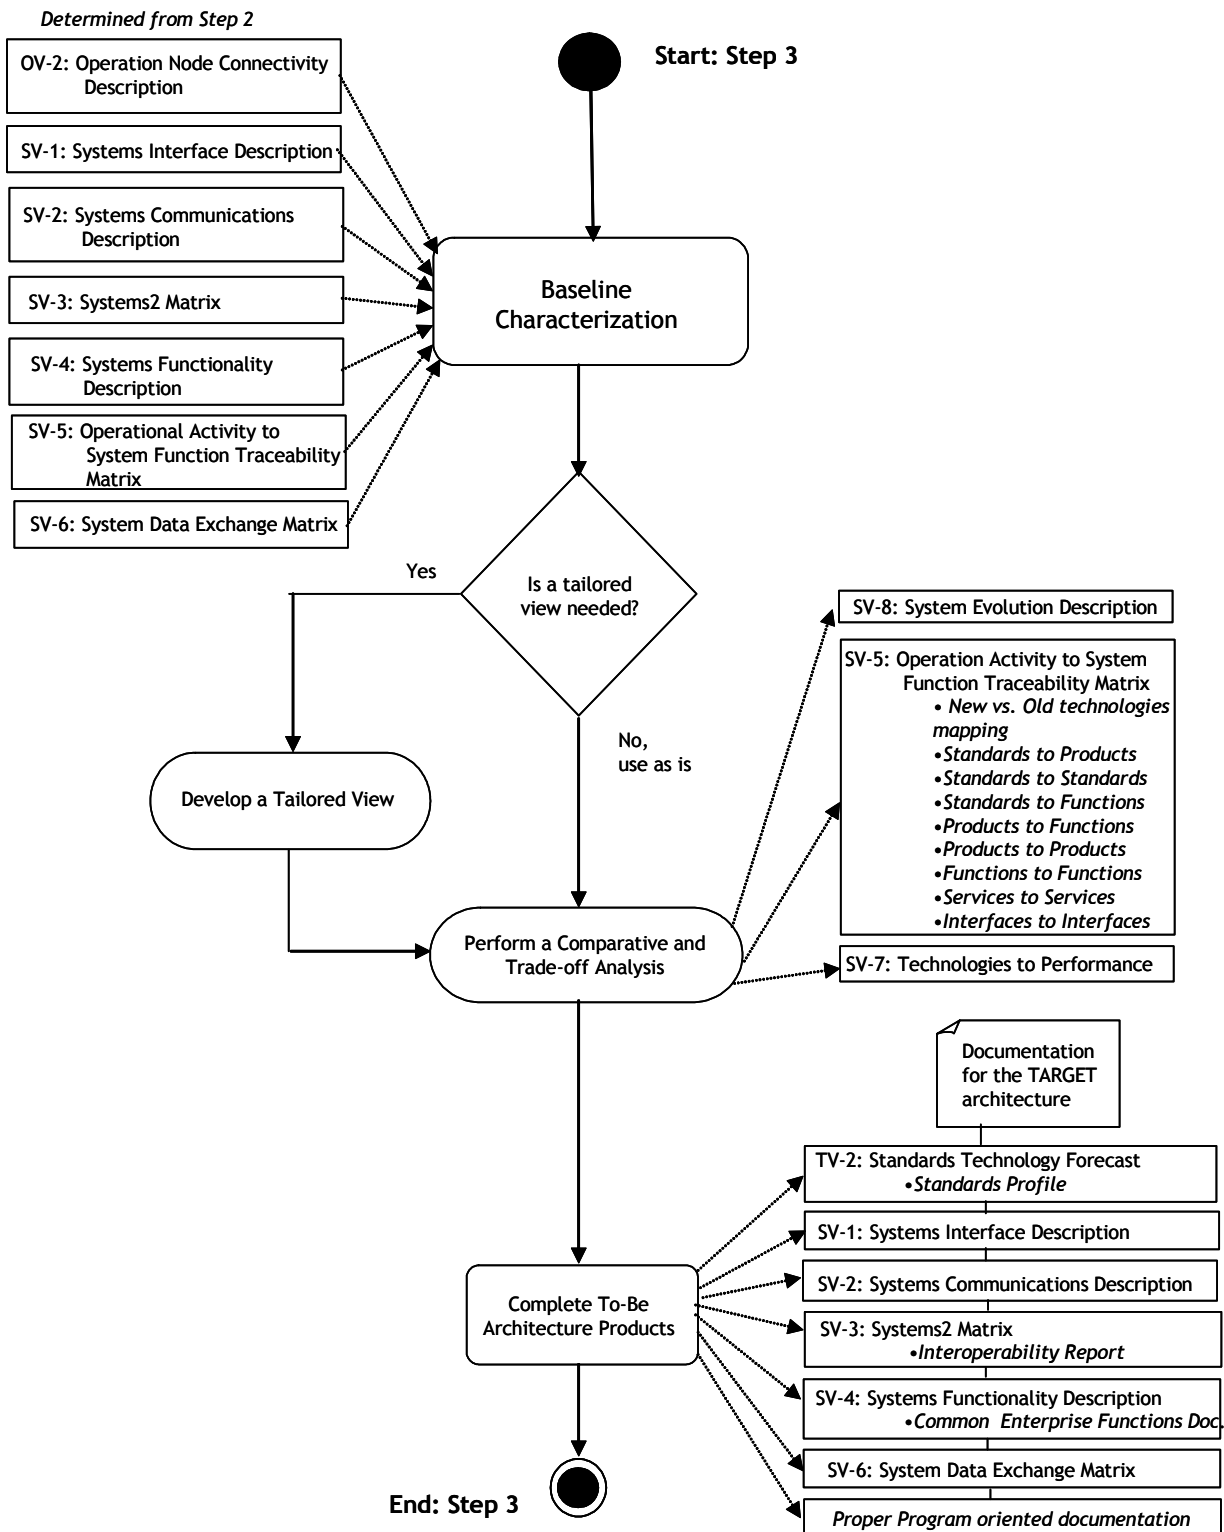 Determined from Step 2
Start: Step 3
OV-2: Operation Node Connectivity
Description
SV-1: Systems Interface Description
SV-2: Systems Communications
Description
SV-3: Systems2 Matrix
SV-4: Systems Functionality
Description
SV-5: Operational Activity to
System Function Traceability
Matrix
SV-6: System Data Exchange Matrix
Baseline
Characterization
Is a tailored
view needed?
Yes
No,
use as is
Develop a Tailored View
Perform a Comparative and
Trade-off Analysis
SV-8: System Evolution Description
SV-5: Operation Activity to System
Function Traceability Matrix
• New vs. Old technologies
mapping
•Standards to Products
•Standards to Standards
•Standards to Functions
•Products to Functions
•Products to Products
•Functions to Functions
•Services to Services
•Interfaces to Interfaces
SV-7: Technologies to Performance
Documentation
for the TARGET
architecture
Complete To-Be
Architecture Products
TV-2: Standards Technology Forecast
•Standards Profile
SV-1: Systems Interface Description
SV-2: Systems Communications Description
SV-3: Systems2 Matrix
•Interoperability Report
SV-4: Systems Functionality Description
•Common Enterprise Functions Doc.
SV-6: System Data Exchange Matrix
Proper Program oriented documentation
End: Step 3